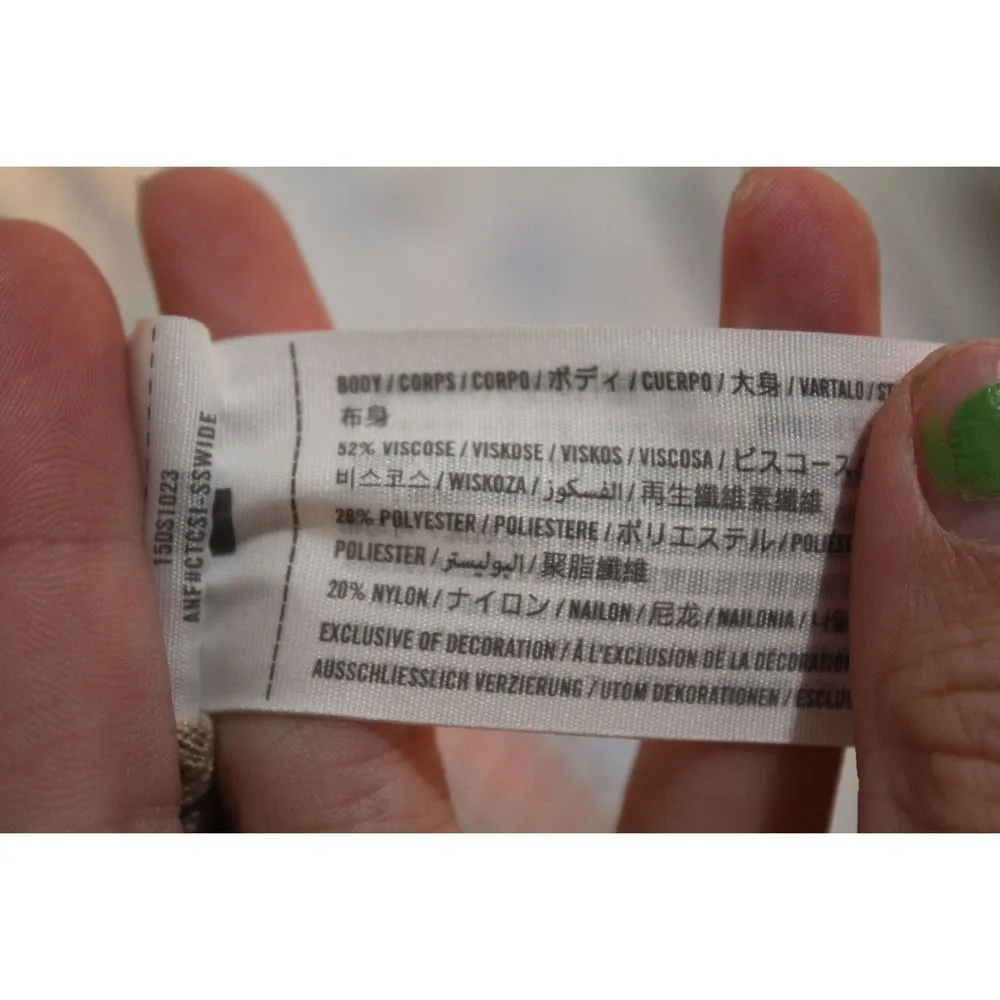 BODY / CORPS / CORPO / ボディ / CUERPO / 大身 / VARTALO /
布身
52% VISCOSE / VISKOSE / VISKOS / VISCOSA / ビスコース
비스코스 / WISKOZA / الفسكوز / 再生纖維素纖維
28% POLYESTER / POLIESTERE / ポリエステル /
POLIESTER / البوليستر / 聚脂纖維
20% NYLON / ナイロン / NAILON / 尼龙 / NAILONIA /
EXCLUSIVE OF DECORATION / À L'EXCLUSION DE LA DÉCORATION
AUSSCHLIESSLICH VERZIERUNG / UTOM DEKORATIONEN /
150S1023
ANF#CTCSI-SSWIDE